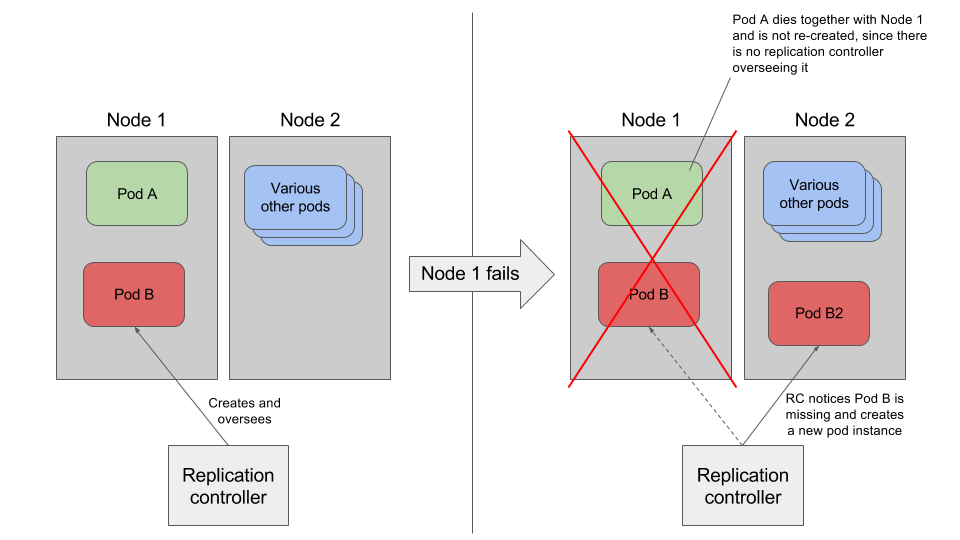 Node 1
Node 2
Pod A
Various
other pods
Pod B
Creates and
oversees
Replication
controller
Node 1 fails
Pod A dies together with Node 1
and is not re-created, since there
is no replication controller
overseeing it
Node 1
Node 2
Pod A
Various
other pods
Pod B
Pod B2
RC notices Pod B is
missing and creates
a new pod instance
Replication
controller